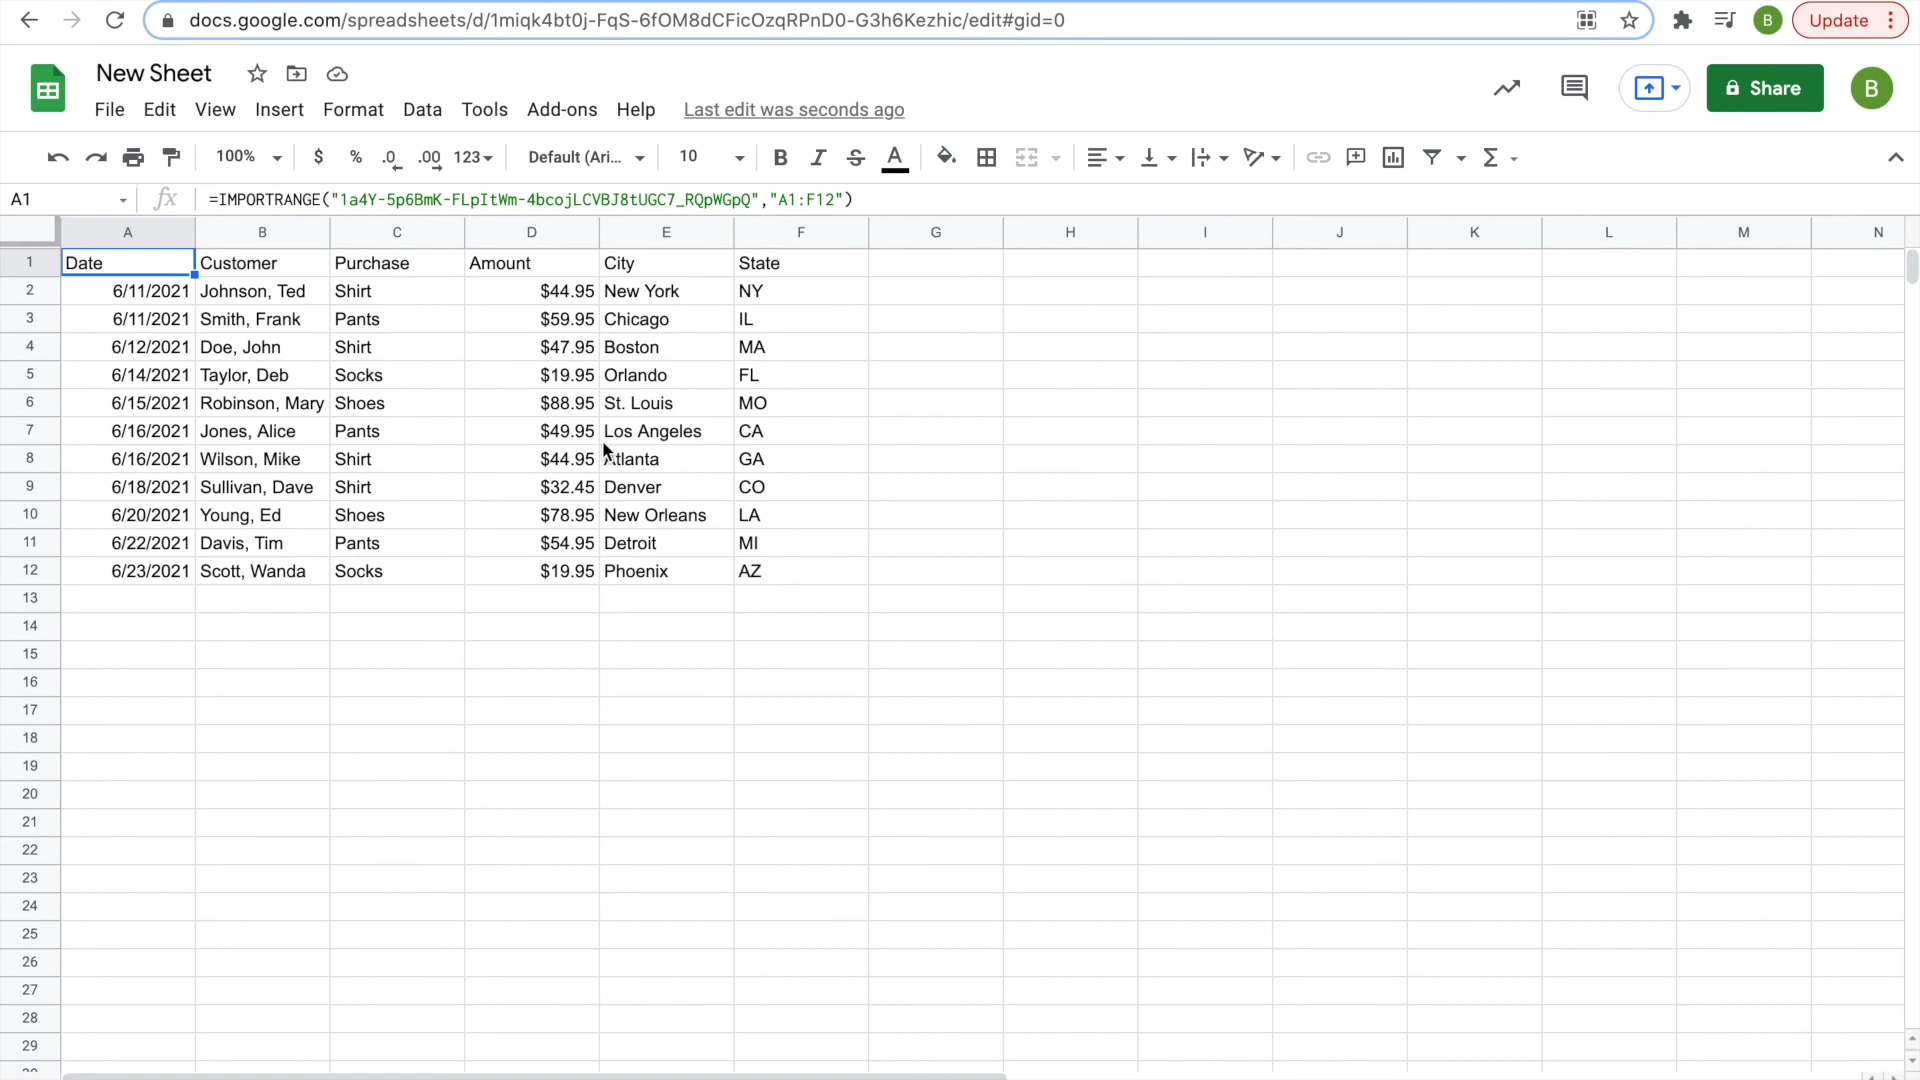 docs.google.com/spreadsheets/d/1miqk4bt0j-FqS-6fOM8dCFicOzqRPnD0-G3h6Kezhic/edit#gid=0 B Update
New Sheet
File Edit View Insert Format Data Tools Add-ons Help Last edit was seconds ago Share B
100% $ % .0 .00 123 Default (Ari... 10 B I S A Σ
A1 fx =IMPORTRANGE("1a4Y-5p6BmK-FLpItWm-4bcojLCVBJ8tUGC7_RQpWGpQ","A1:F12")
A B C D E F G H I J K L M N
1 Date Customer Purchase Amount City State
2 6/11/2021 Johnson, Ted Shirt $44.95 New York NY
3 6/11/2021 Smith, Frank Pants $59.95 Chicago IL
4 6/12/2021 Doe, John Shirt $47.95 Boston MA
5 6/14/2021 Taylor, Deb Socks $19.95 Orlando FL
6 6/15/2021 Robinson, Mary Shoes $88.95 St. Louis MO
7 6/16/2021 Jones, Alice Pants $49.95 Los Angeles CA
8 6/16/2021 Wilson, Mike Shirt $44.95 Atlanta GA
9 6/18/2021 Sullivan, Dave Shirt $32.45 Denver CO
10 6/20/2021 Young, Ed Shoes $78.95 New Orleans LA
11 6/22/2021 Davis, Tim Pants $54.95 Detroit MI
12 6/23/2021 Scott, Wanda Socks $19.95 Phoenix AZ
13
14
15
16
17
18
19
20
21
22
23
24
25
26
27
28
29